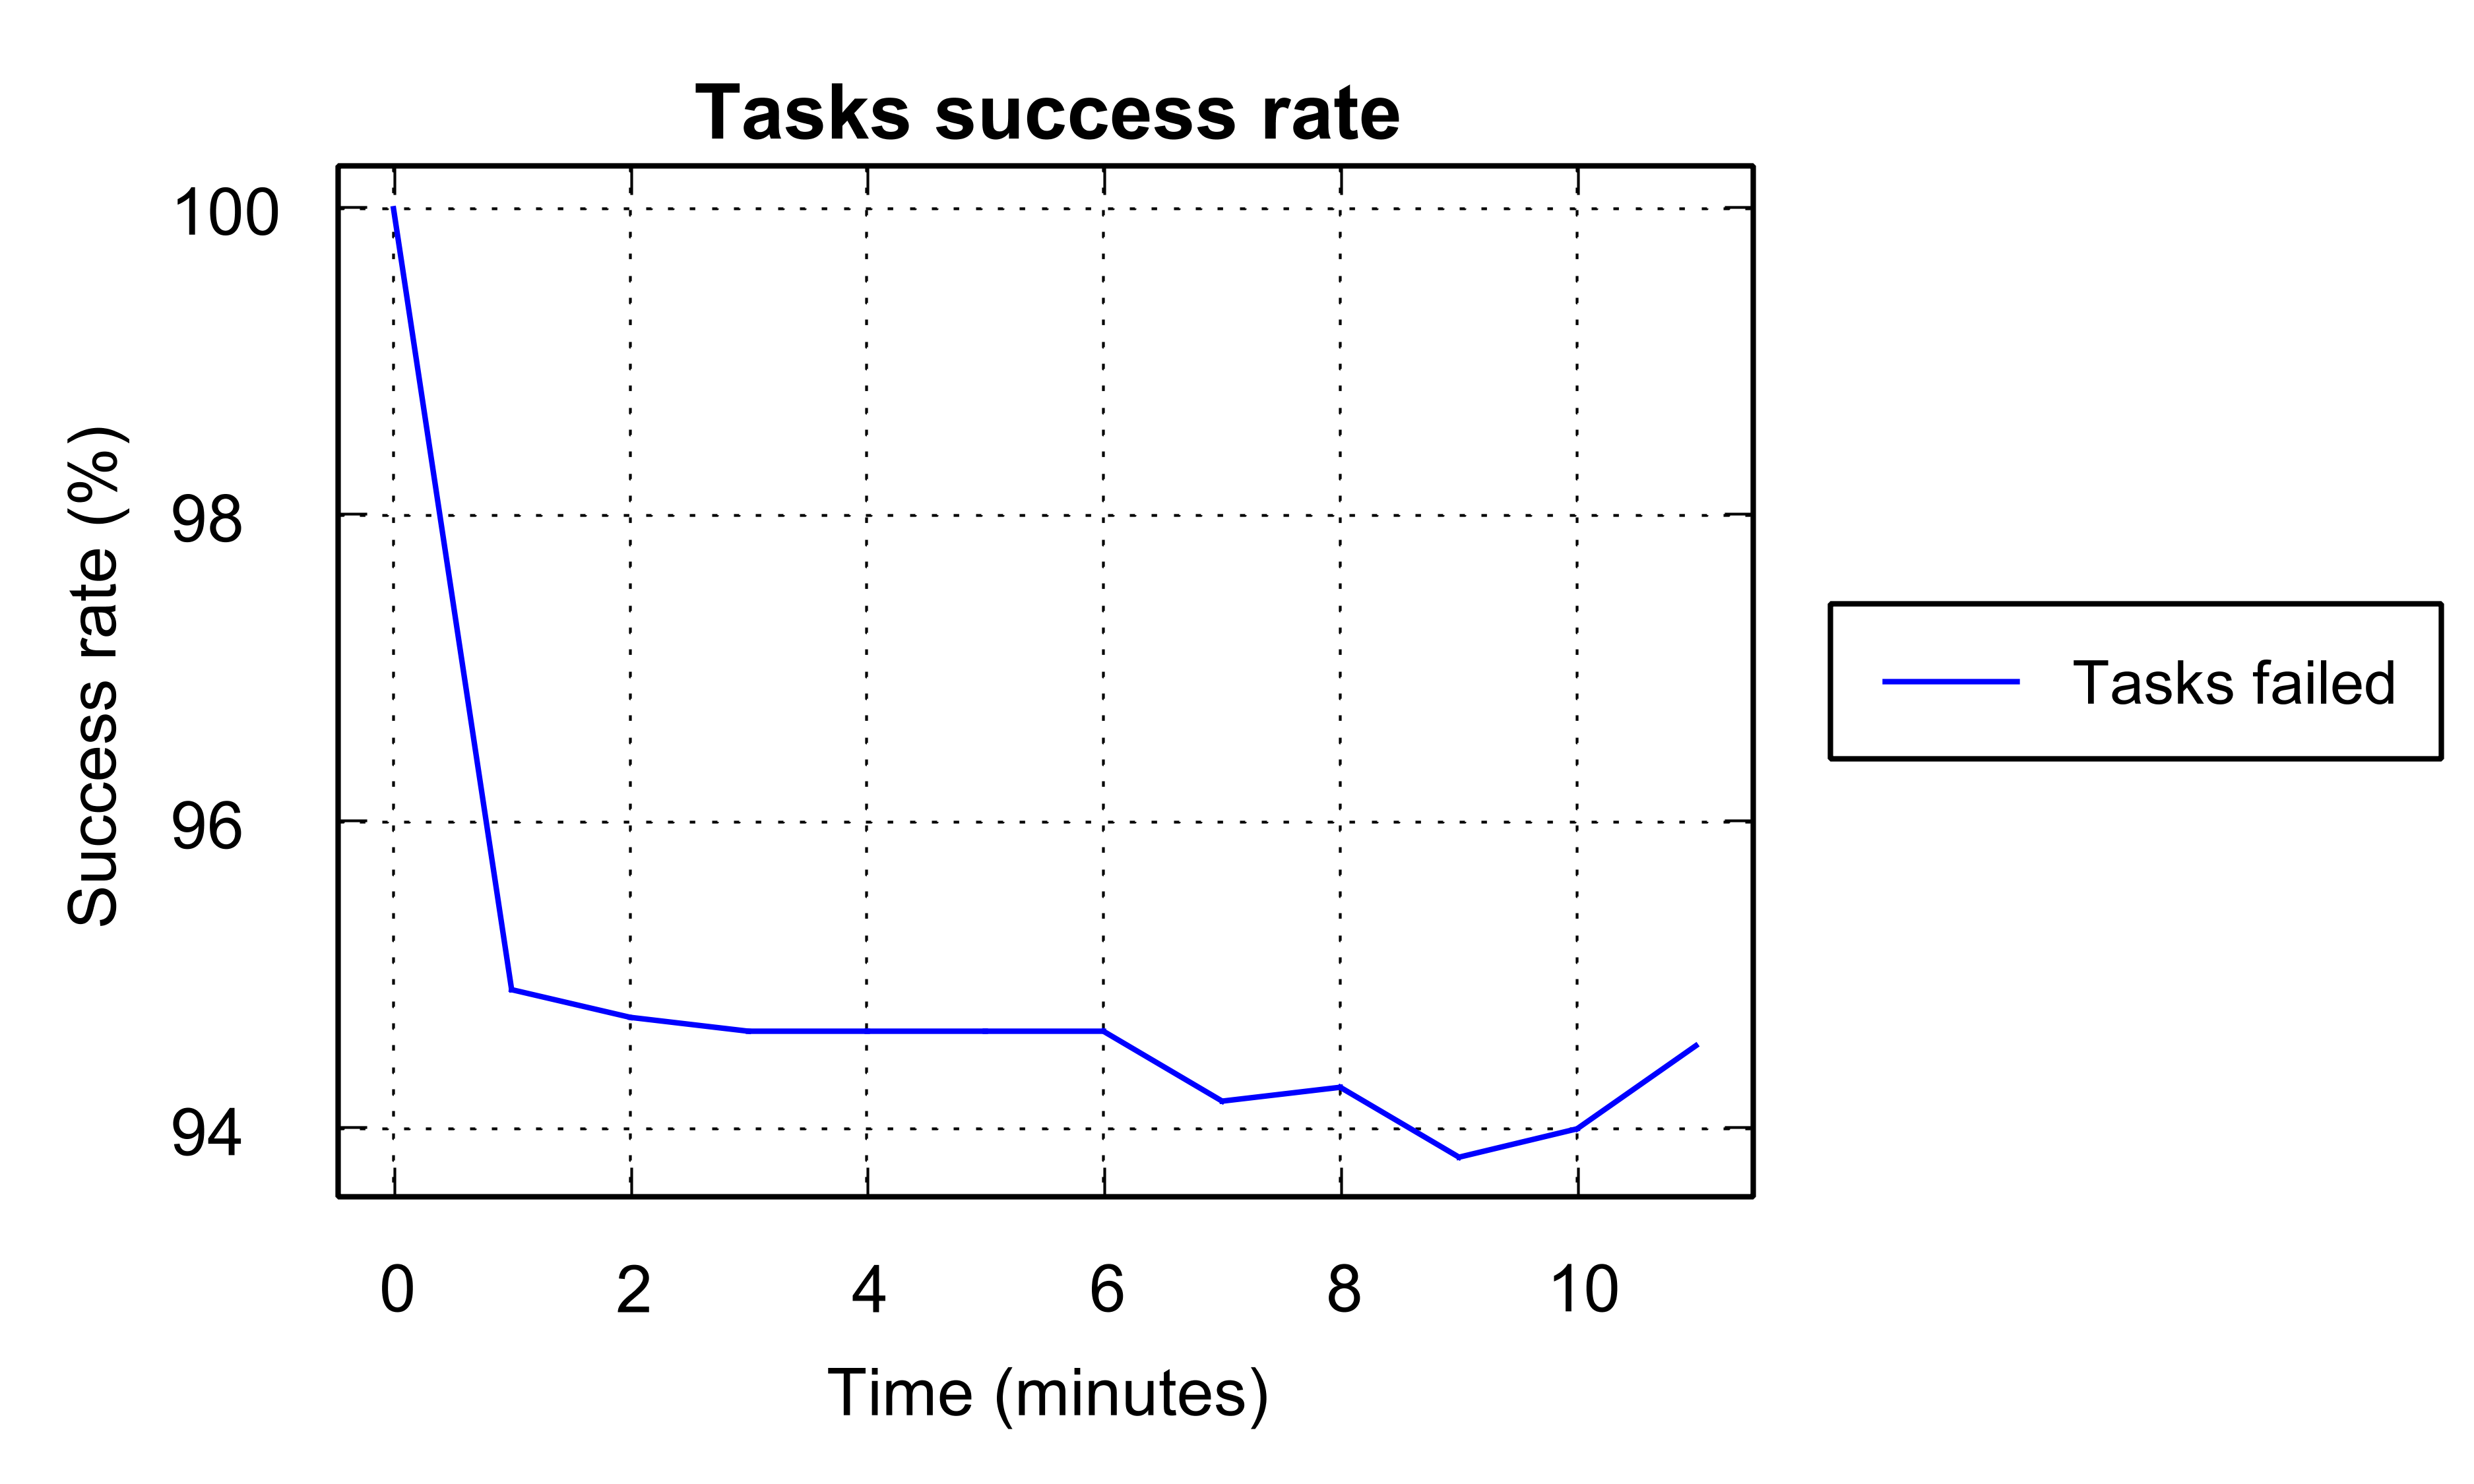 Tasks success rate
100
98
96
94
Success rate (%)
0 2 4 6 8 10
Time (minutes)
Tasks failed